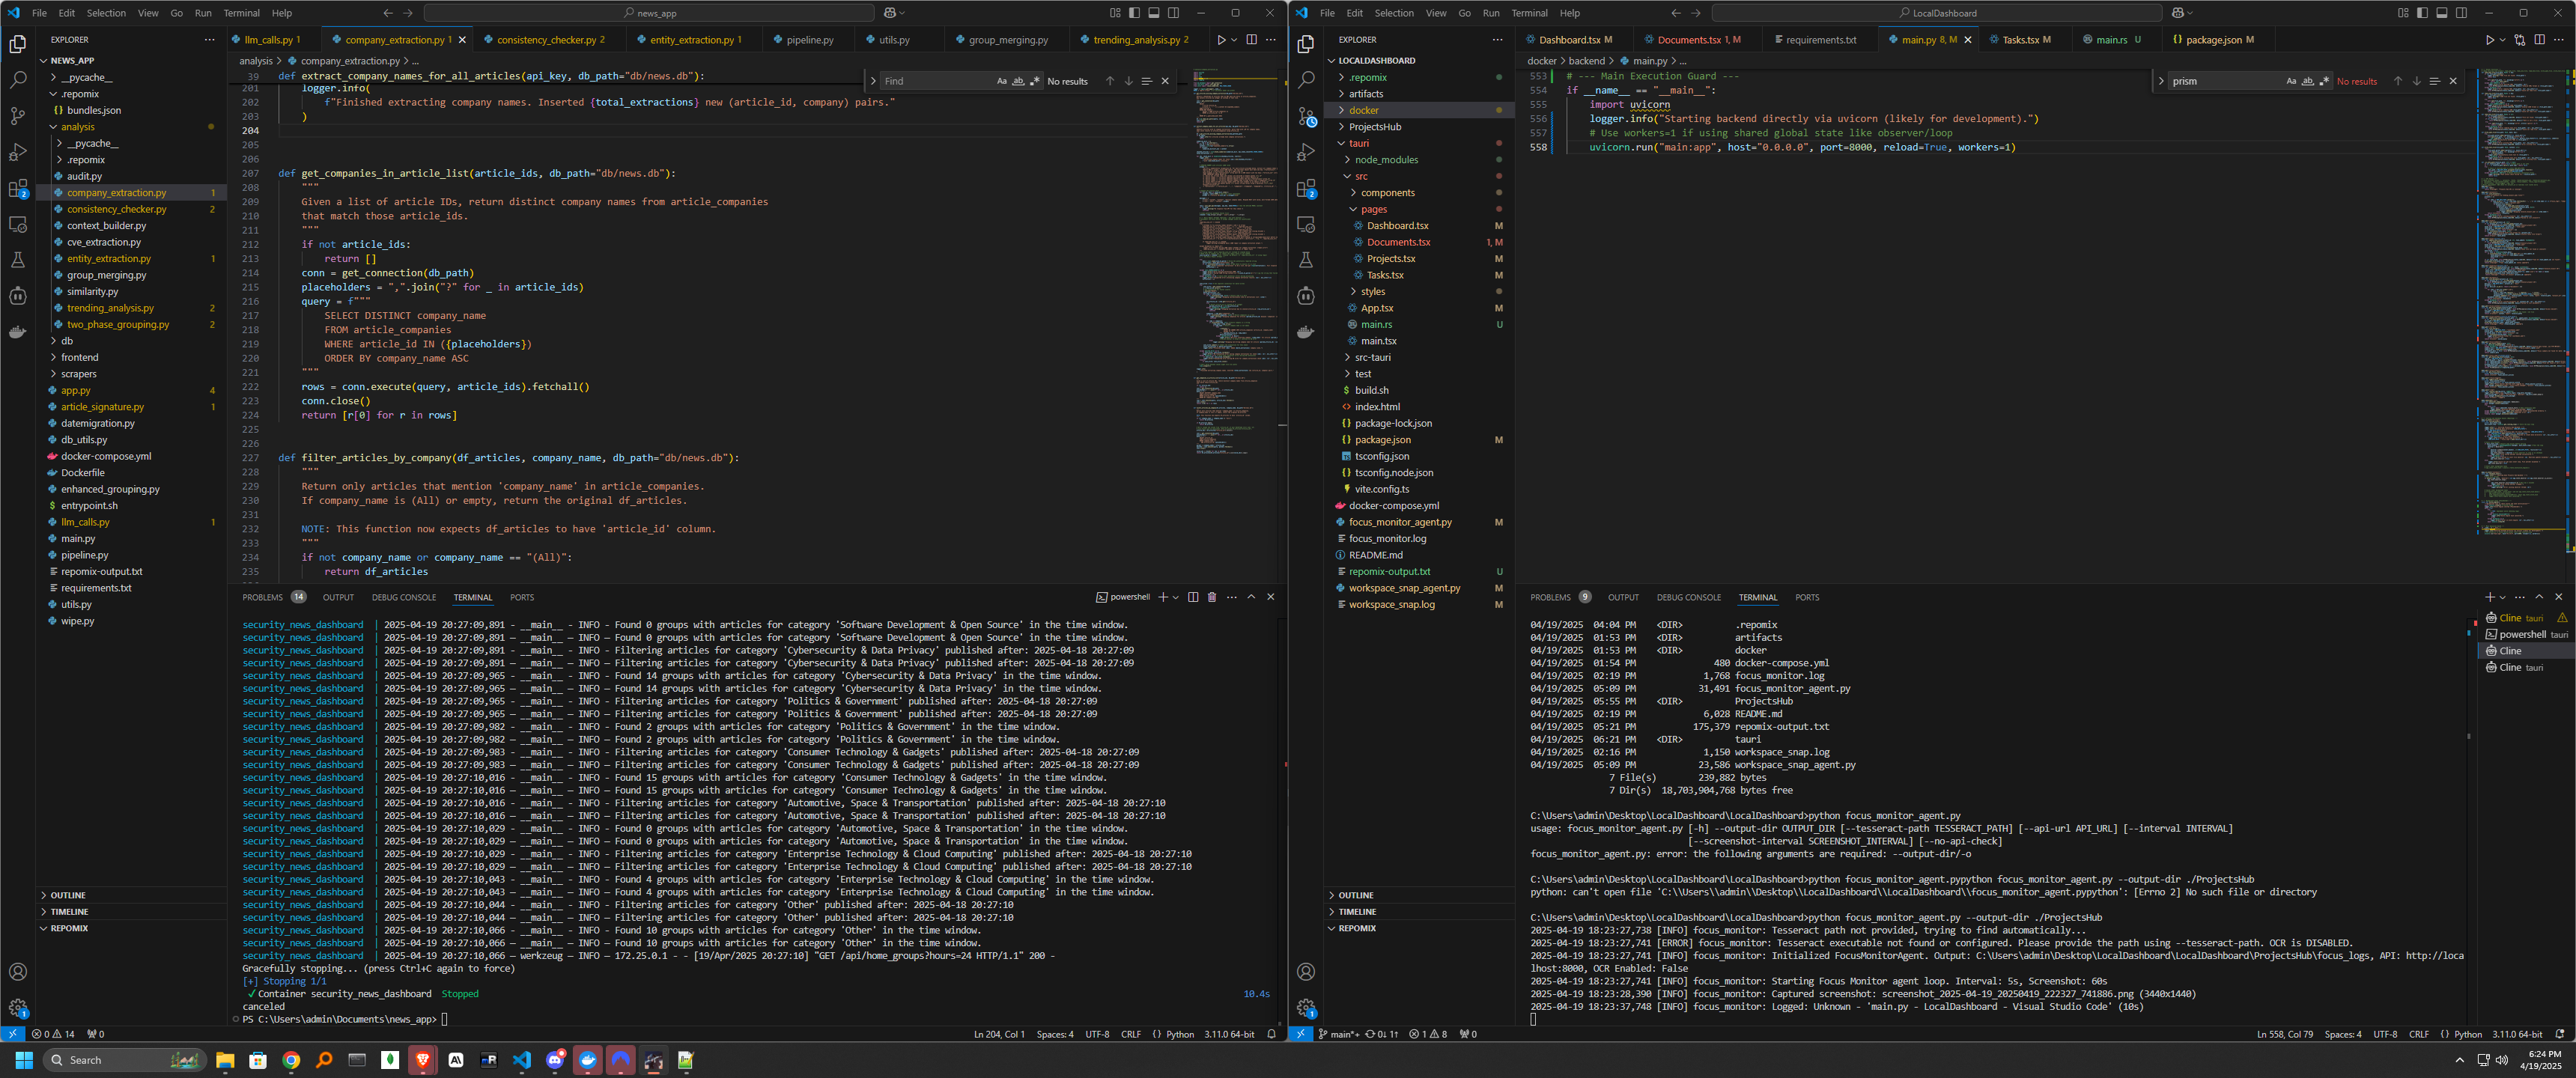 File Edit Selection View Go Run Terminal Help
news_app
EXPLORER
NEWS_APP
__pycache__
.repomix
bundles.json
analysis
__pycache__
.repomix
audit.py
company_extraction.py 1
consistency_checker.py 2
context_builder.py
cve_extraction.py
entity_extraction.py 1
group_merging.py
similarity.py
trending_analysis.py 2
two_phase_grouping.py 2
db
frontend
scrapers
app.py 4
article_signature.py 1
datemigration.py
db_utils.py
docker-compose.yml
Dockerfile
enhanced_grouping.py
entrypoint.sh
llm_calls.py 1
main.py
pipeline.py
repomix-output.txt
requirements.txt
utils.py
wipe.py
OUTLINE
TIMELINE
REPOMIX
llm_calls.py 1 company_extraction.py 1 consistency_checker.py 2 entity_extraction.py 1 pipeline.py utils.py group_merging.py trending_analysis.py 2
analysis > company_extraction.py > ...
Find Aa ab No results
39 def extract_company_names_for_all_articles(api_key, db_path="db/news.db"):
201 logger.info(
202 f"Finished extracting company names. Inserted {total_extractions} new (article_id, company) pairs."
203 )
204
205
206
207 def get_companies_in_article_list(article_ids, db_path="db/news.db"):
208 """
209 Given a list of article IDs, return distinct company names from article_companies
210 that match those article_ids.
211 """
212 if not article_ids:
213 return []
214 conn = get_connection(db_path)
215 placeholders = ",".join("?" for _ in article_ids)
216 query = f"""
217 SELECT DISTINCT company_name
218 FROM article_companies
219 WHERE article_id IN ({placeholders})
220 ORDER BY company_name ASC
221 """
222 rows = conn.execute(query, article_ids).fetchall()
223 conn.close()
224 return [r[0] for r in rows]
225
226
227 def filter_articles_by_company(df_articles, company_name, db_path="db/news.db"):
228 """
229 Return only articles that mention 'company_name' in article_companies.
230 If company_name is (All) or empty, return the original df_articles.
231
232 NOTE: This function now expects df_articles to have 'article_id' column.
233 """
234 if not company_name or company_name == "(All)":
235 return df_articles
PROBLEMS 14 OUTPUT DEBUG CONSOLE TERMINAL PORTS
powershell
security_news_dashboard | 2025-04-19 20:27:09,891 - __main__ - INFO - Found 0 groups with articles for category 'Software Development & Open Source' in the time window.
security_news_dashboard | 2025-04-19 20:27:09,891 — __main__ — INFO — Found 0 groups with articles for category 'Software Development & Open Source' in the time window.
security_news_dashboard | 2025-04-19 20:27:09,891 - __main__ - INFO - Filtering articles for category 'Cybersecurity & Data Privacy' published after: 2025-04-18 20:27:09
security_news_dashboard | 2025-04-19 20:27:09,891 — __main__ — INFO — Filtering articles for category 'Cybersecurity & Data Privacy' published after: 2025-04-18 20:27:09
security_news_dashboard | 2025-04-19 20:27:09,965 - __main__ - INFO - Found 14 groups with articles for category 'Cybersecurity & Data Privacy' in the time window.
security_news_dashboard | 2025-04-19 20:27:09,965 — __main__ — INFO — Found 14 groups with articles for category 'Cybersecurity & Data Privacy' in the time window.
security_news_dashboard | 2025-04-19 20:27:09,965 - __main__ - INFO - Filtering articles for category 'Politics & Government' published after: 2025-04-18 20:27:09
security_news_dashboard | 2025-04-19 20:27:09,965 — __main__ — INFO — Filtering articles for category 'Politics & Government' published after: 2025-04-18 20:27:09
security_news_dashboard | 2025-04-19 20:27:09,982 - __main__ - INFO - Found 2 groups with articles for category 'Politics & Government' in the time window.
security_news_dashboard | 2025-04-19 20:27:09,982 — __main__ — INFO — Found 2 groups with articles for category 'Politics & Government' in the time window.
security_news_dashboard | 2025-04-19 20:27:09,983 - __main__ - INFO - Filtering articles for category 'Consumer Technology & Gadgets' published after: 2025-04-18 20:27:09
security_news_dashboard | 2025-04-19 20:27:09,983 — __main__ — INFO — Filtering articles for category 'Consumer Technology & Gadgets' published after: 2025-04-18 20:27:09
security_news_dashboard | 2025-04-19 20:27:10,016 - __main__ - INFO - Found 15 groups with articles for category 'Consumer Technology & Gadgets' in the time window.
security_news_dashboard | 2025-04-19 20:27:10,016 — __main__ — INFO — Found 15 groups with articles for category 'Consumer Technology & Gadgets' in the time window.
security_news_dashboard | 2025-04-19 20:27:10,016 - __main__ - INFO - Filtering articles for category 'Automotive, Space & Transportation' published after: 2025-04-18 20:27:10
security_news_dashboard | 2025-04-19 20:27:10,016 — __main__ — INFO — Filtering articles for category 'Automotive, Space & Transportation' published after: 2025-04-18 20:27:10
security_news_dashboard | 2025-04-19 20:27:10,029 - __main__ - INFO - Found 0 groups with articles for category 'Automotive, Space & Transportation' in the time window.
security_news_dashboard | 2025-04-19 20:27:10,029 — __main__ — INFO — Found 0 groups with articles for category 'Automotive, Space & Transportation' in the time window.
security_news_dashboard | 2025-04-19 20:27:10,029 - __main__ - INFO - Filtering articles for category 'Enterprise Technology & Cloud Computing' published after: 2025-04-18 20:27:10
security_news_dashboard | 2025-04-19 20:27:10,029 — __main__ — INFO — Filtering articles for category 'Enterprise Technology & Cloud Computing' published after: 2025-04-18 20:27:10
security_news_dashboard | 2025-04-19 20:27:10,043 - __main__ - INFO - Found 4 groups with articles for category 'Enterprise Technology & Cloud Computing' in the time window.
security_news_dashboard | 2025-04-19 20:27:10,043 — __main__ — INFO — Found 4 groups with articles for category 'Enterprise Technology & Cloud Computing' in the time window.
security_news_dashboard | 2025-04-19 20:27:10,044 - __main__ - INFO - Filtering articles for category 'Other' published after: 2025-04-18 20:27:10
security_news_dashboard | 2025-04-19 20:27:10,044 — __main__ — INFO — Filtering articles for category 'Other' published after: 2025-04-18 20:27:10
security_news_dashboard | 2025-04-19 20:27:10,066 - __main__ - INFO - Found 10 groups with articles for category 'Other' in the time window.
security_news_dashboard | 2025-04-19 20:27:10,066 — __main__ — INFO — Found 10 groups with articles for category 'Other' in the time window.
security_news_dashboard | 2025-04-19 20:27:10,066 — werkzeug — INFO — 172.25.0.1 - - [19/Apr/2025 20:27:10] "GET /api/home_groups?hours=24 HTTP/1.1" 200 -
Gracefully stopping... (press Ctrl+C again to force)
[+] Stopping 1/1
✔ Container security_news_dashboard Stopped 10.4s
canceled
PS C:\Users\admin\Documents\news_app>
0 14 0 Ln 204, Col 1 Spaces: 4 UTF-8 CRLF Python 3.11.0 64-bit
File Edit Selection View Go Run Terminal Help
LocalDashboard
EXPLORER
LOCALDASHBOARD
.repomix
artifacts
docker
ProjectsHub
tauri
node_modules
src
components
pages
Dashboard.tsx M
Documents.tsx 1, M
Projects.tsx M
Tasks.tsx M
styles
App.tsx M
main.rs U
main.tsx
src-tauri
test
build.sh
index.html
package-lock.json
package.json M
tsconfig.json
tsconfig.node.json
vite.config.ts
docker-compose.yml
focus_monitor_agent.py M
focus_monitor.log
README.md
repomix-output.txt U
workspace_snap_agent.py M
workspace_snap.log M
OUTLINE
TIMELINE
REPOMIX
Dashboard.tsx M Documents.tsx 1, M requirements.txt main.py 8, M Tasks.tsx M main.rs U package.json M
docker > backend > main.py > ...
prism Aa ab No results
553 # --- Main Execution Guard ---
554 if __name__ == "__main__":
555 import uvicorn
556 logger.info("Starting backend directly via uvicorn (likely for development).")
557 # Use workers=1 if using shared global state like observer/loop
558 uvicorn.run("main:app", host="0.0.0.0", port=8000, reload=True, workers=1)
PROBLEMS 9 OUTPUT DEBUG CONSOLE TERMINAL PORTS
Cline tauri
powershell tauri
Cline
Cline tauri
04/19/2025 04:04 PM <DIR> .repomix
04/19/2025 01:53 PM <DIR> artifacts
04/19/2025 01:53 PM <DIR> docker
04/19/2025 01:54 PM 480 docker-compose.yml
04/19/2025 02:19 PM 1,768 focus_monitor.log
04/19/2025 05:09 PM 31,491 focus_monitor_agent.py
04/19/2025 05:55 PM <DIR> ProjectsHub
04/19/2025 02:19 PM 6,028 README.md
04/19/2025 05:21 PM 175,379 repomix-output.txt
04/19/2025 06:21 PM <DIR> tauri
04/19/2025 02:16 PM 1,150 workspace_snap.log
04/19/2025 05:09 PM 23,586 workspace_snap_agent.py
7 File(s) 239,882 bytes
7 Dir(s) 18,703,904,768 bytes free
C:\Users\admin\Desktop\LocalDashboard\LocalDashboard>python focus_monitor_agent.py
usage: focus_monitor_agent.py [-h] --output-dir OUTPUT_DIR [--tesseract-path TESSERACT_PATH] [--api-url API_URL] [--interval INTERVAL]
[--screenshot-interval SCREENSHOT_INTERVAL] [--no-api-check]
focus_monitor_agent.py: error: the following arguments are required: --output-dir/-o
C:\Users\admin\Desktop\LocalDashboard\LocalDashboard>python focus_monitor_agent.pypython focus_monitor_agent.py --output-dir ./ProjectsHub
python: can't open file 'C:\\Users\\admin\\Desktop\\LocalDashboard\\LocalDashboard\\focus_monitor_agent.pypython': [Errno 2] No such file or directory
C:\Users\admin\Desktop\LocalDashboard\LocalDashboard>python focus_monitor_agent.py --output-dir ./ProjectsHub
2025-04-19 18:23:27,738 [INFO] focus_monitor: Tesseract path not provided, trying to find automatically...
2025-04-19 18:23:27,741 [ERROR] focus_monitor: Tesseract executable not found or configured. Please provide the path using --tesseract-path. OCR is DISABLED.
2025-04-19 18:23:27,741 [INFO] focus_monitor: Initialized FocusMonitorAgent. Output: C:\Users\admin\Desktop\LocalDashboard\LocalDashboard\ProjectsHub\focus_logs, API: http://loca
lhost:8000, OCR Enabled: False
2025-04-19 18:23:27,741 [INFO] focus_monitor: Starting Focus Monitor agent loop. Interval: 5s, Screenshot: 60s
2025-04-19 18:23:28,390 [INFO] focus_monitor: Captured screenshot: screenshot_2025-04-19_20250419_222327_741886.png (3440x1440)
2025-04-19 18:23:37,748 [INFO] focus_monitor: Logged: Unknown - 'main.py - LocalDashboard - Visual Studio Code' (10s)
main*+ 0↓ 1↑ 1 8 0 Ln 558, Col 79 Spaces: 4 UTF-8 CRLF Python 3.11.0 64-bit
Search
6:24 PM
4/19/2025